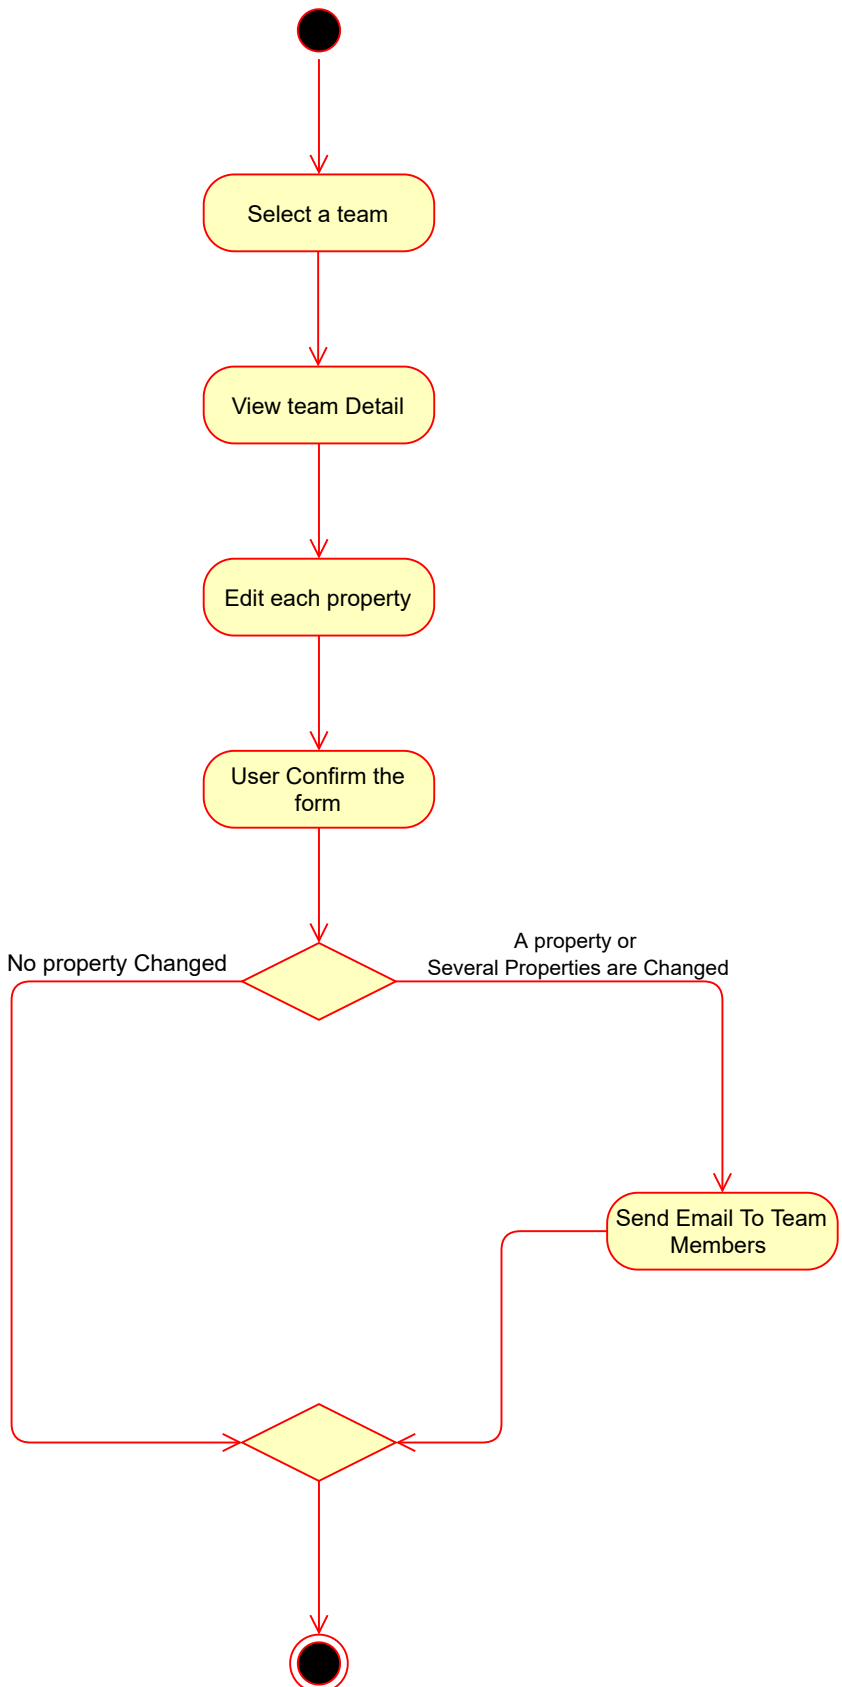 Select a team
View team Detail
Edit each property
User Confirm the
form
No property Changed
A property or
Several Properties are Changed
Send Email To Team
Members